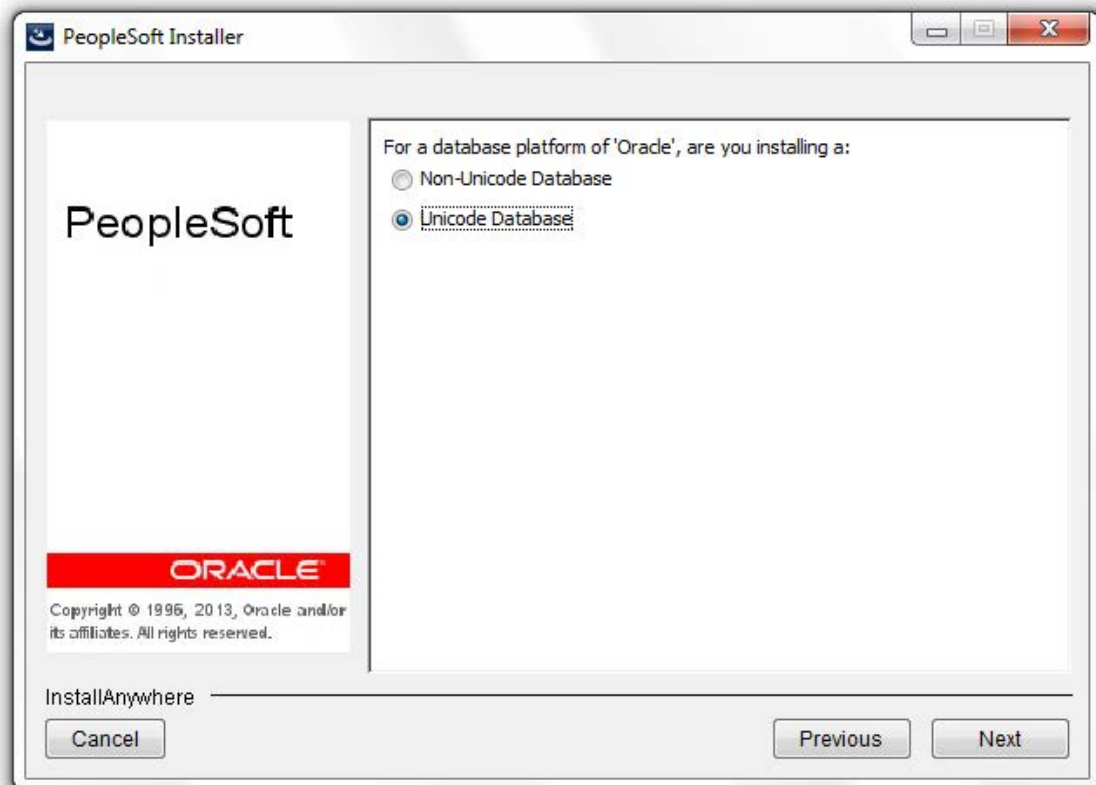 PeopleSoft Installer
For a database platform of 'Oracle', are you installing a:
Non-Unicode Database
Unicode Database
PeopleSoft
ORACLE
Copyright © 1995, 2013, Oracle and/or
its affiliates. All rights reserved.
InstallAnywhere
Cancel
Previous
Next